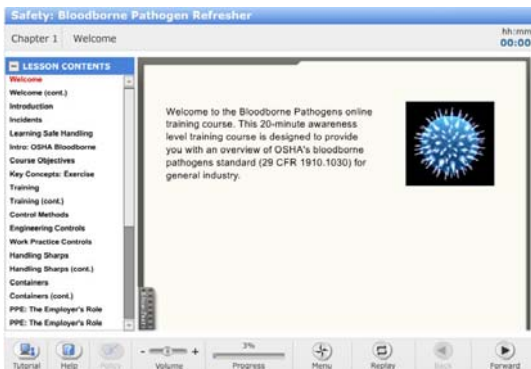 Safety: Bloodborne Pathogen Refresher
Chapter 1 Welcome
hh:mm
00:00
LESSON CONTENTS
Welcome
Welcome (cont.)
Introduction
Incidents
Learning Safe Handling
Intro: OSHA Bloodborne
Course Objectives
Key Concepts: Exercise
Training
Training (cont.)
Control Methods
Engineering Controls
Work Practice Controls
Handling Sharps
Handling Sharps (cont.)
Containers
Containers (cont.)
PPE: The Employer's Role
PPE: The Employer's Role
Welcome to the Bloodborne Pathogens online
training course. This 20-minute awareness
level training course is designed to provide
you with an overview of OSHA's bloodborne
pathogens standard (29 CFR 1910.1030) for
general industry.
3%
Tutorial Help Volume Progress Menu Replay Back Forward